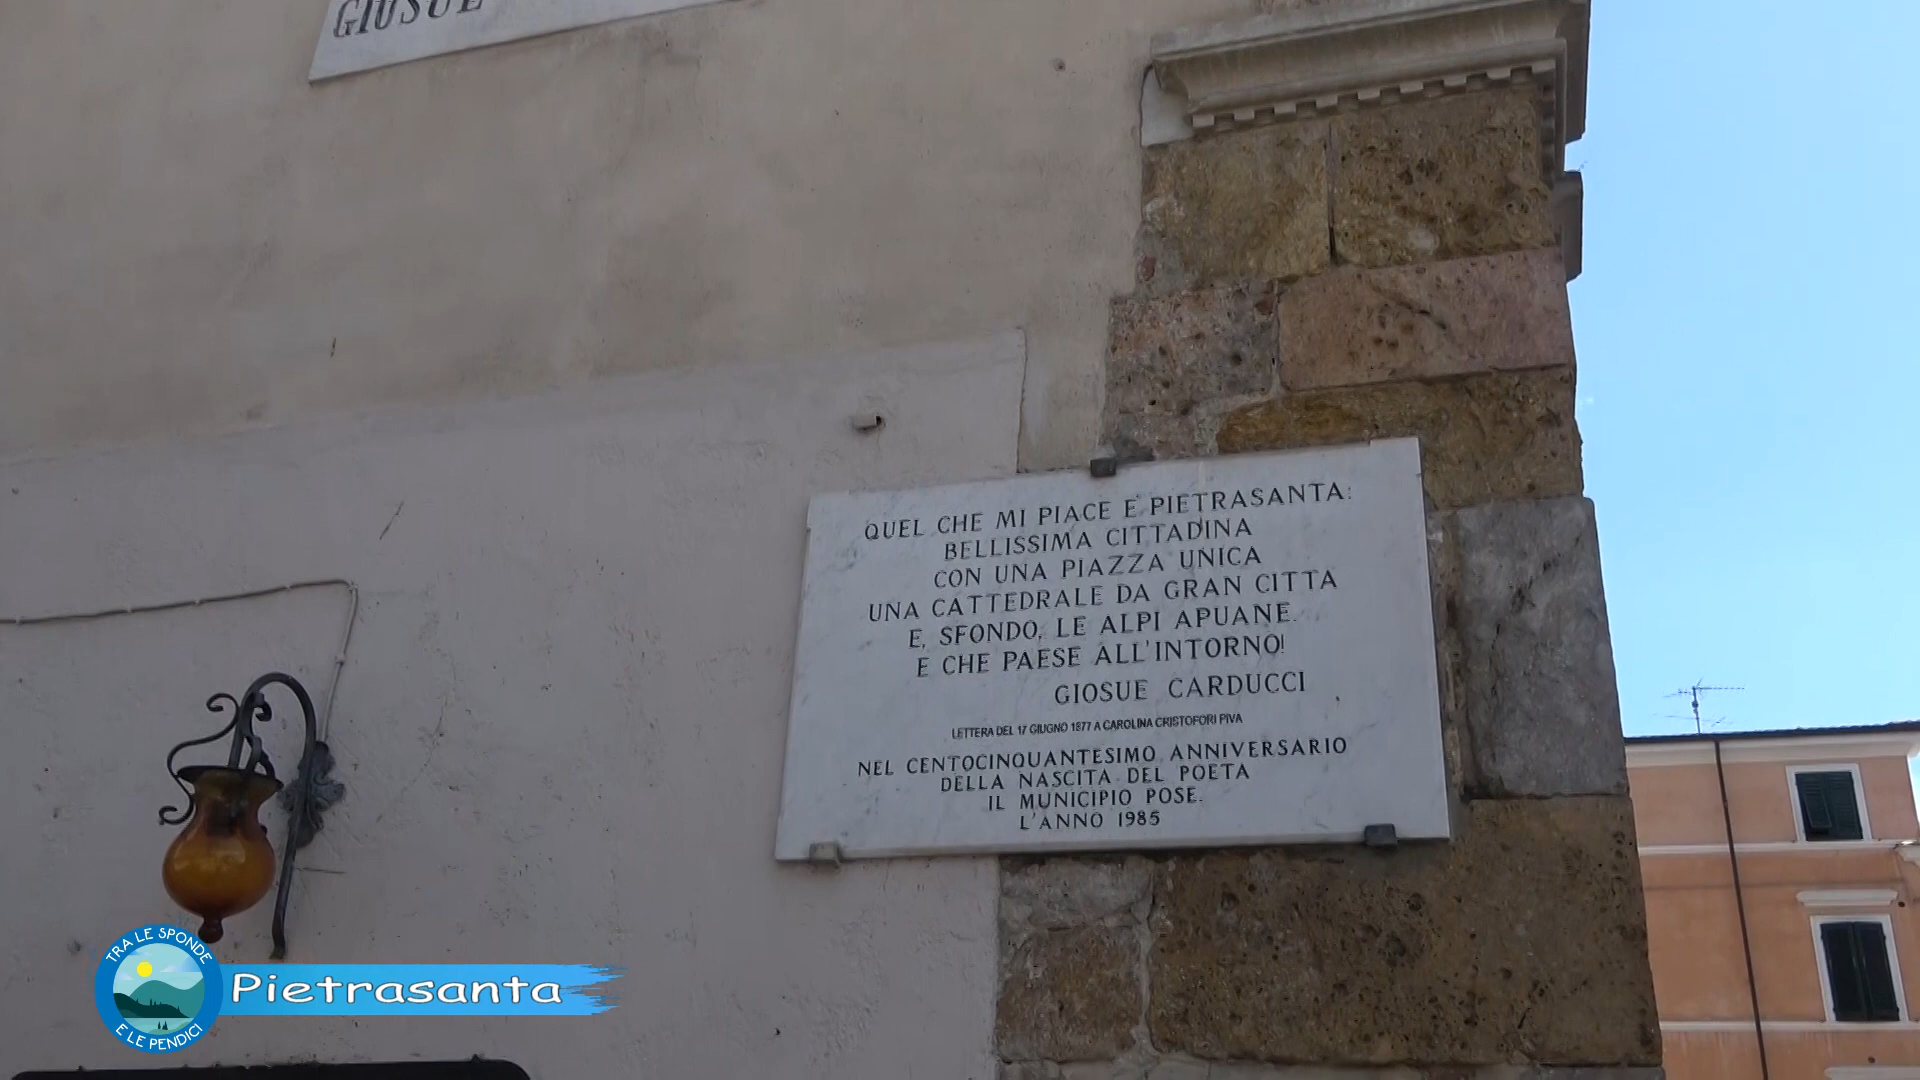 GIOSUE
QUEL CHE MI PIACE E' PIETRASANTA:
BELLISSIMA CITTADINA
CON UNA PIAZZA UNICA
UNA CATTEDRALE DA GRAN CITTA
E, SFONDO, LE ALPI APUANE.
E CHE PAESE ALL'INTORNO!
GIOSUE CARDUCCI
LETTERA DEL 17 GIUGNO 1877 A CAROLINA CRISTOFORI PIVA
NEL CENTOCINQUANTESIMO ANNIVERSARIO
DELLA NASCITA DEL POETA
IL MUNICIPIO POSE.
L'ANNO 1985
TRA LE SPONDE
E LE PENDICI
Pietrasanta